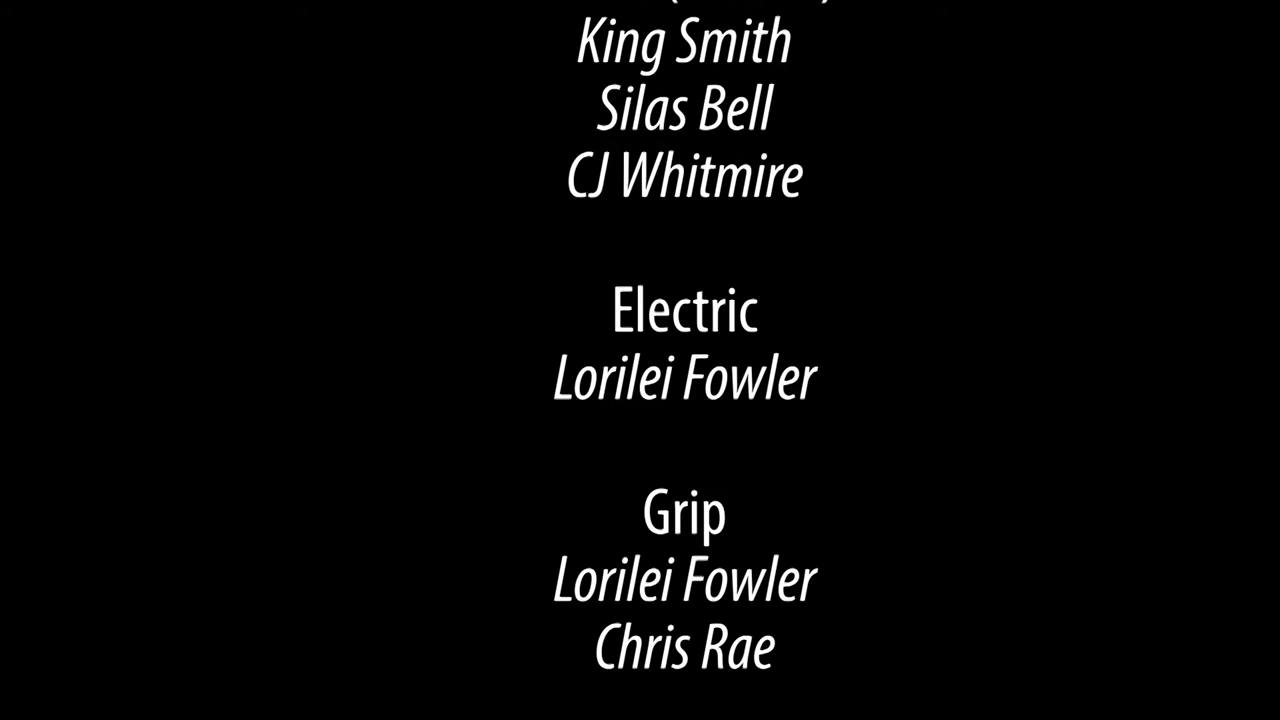 King Smith
Silas Bell
CJ Whitmire
Electric
Lorilei Fowler
Grip
Lorilei Fowler
Chris Rae